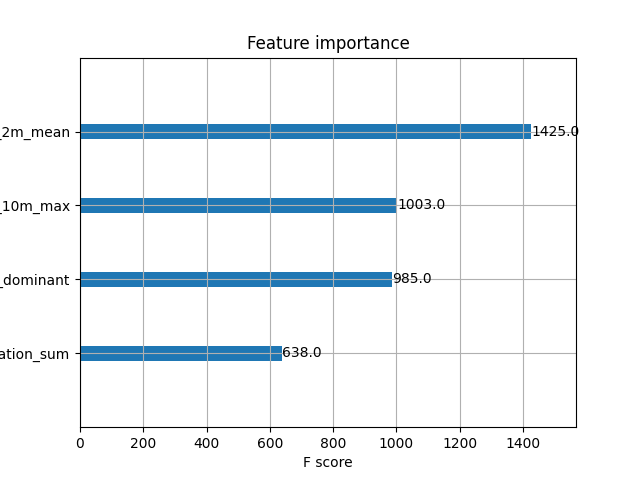 Feature importance
_2m_mean
1425.0
_10m_max
1003.0
_dominant
985.0
ation_sum
638.0
0 200 400 600 800 1000 1200 1400
F score